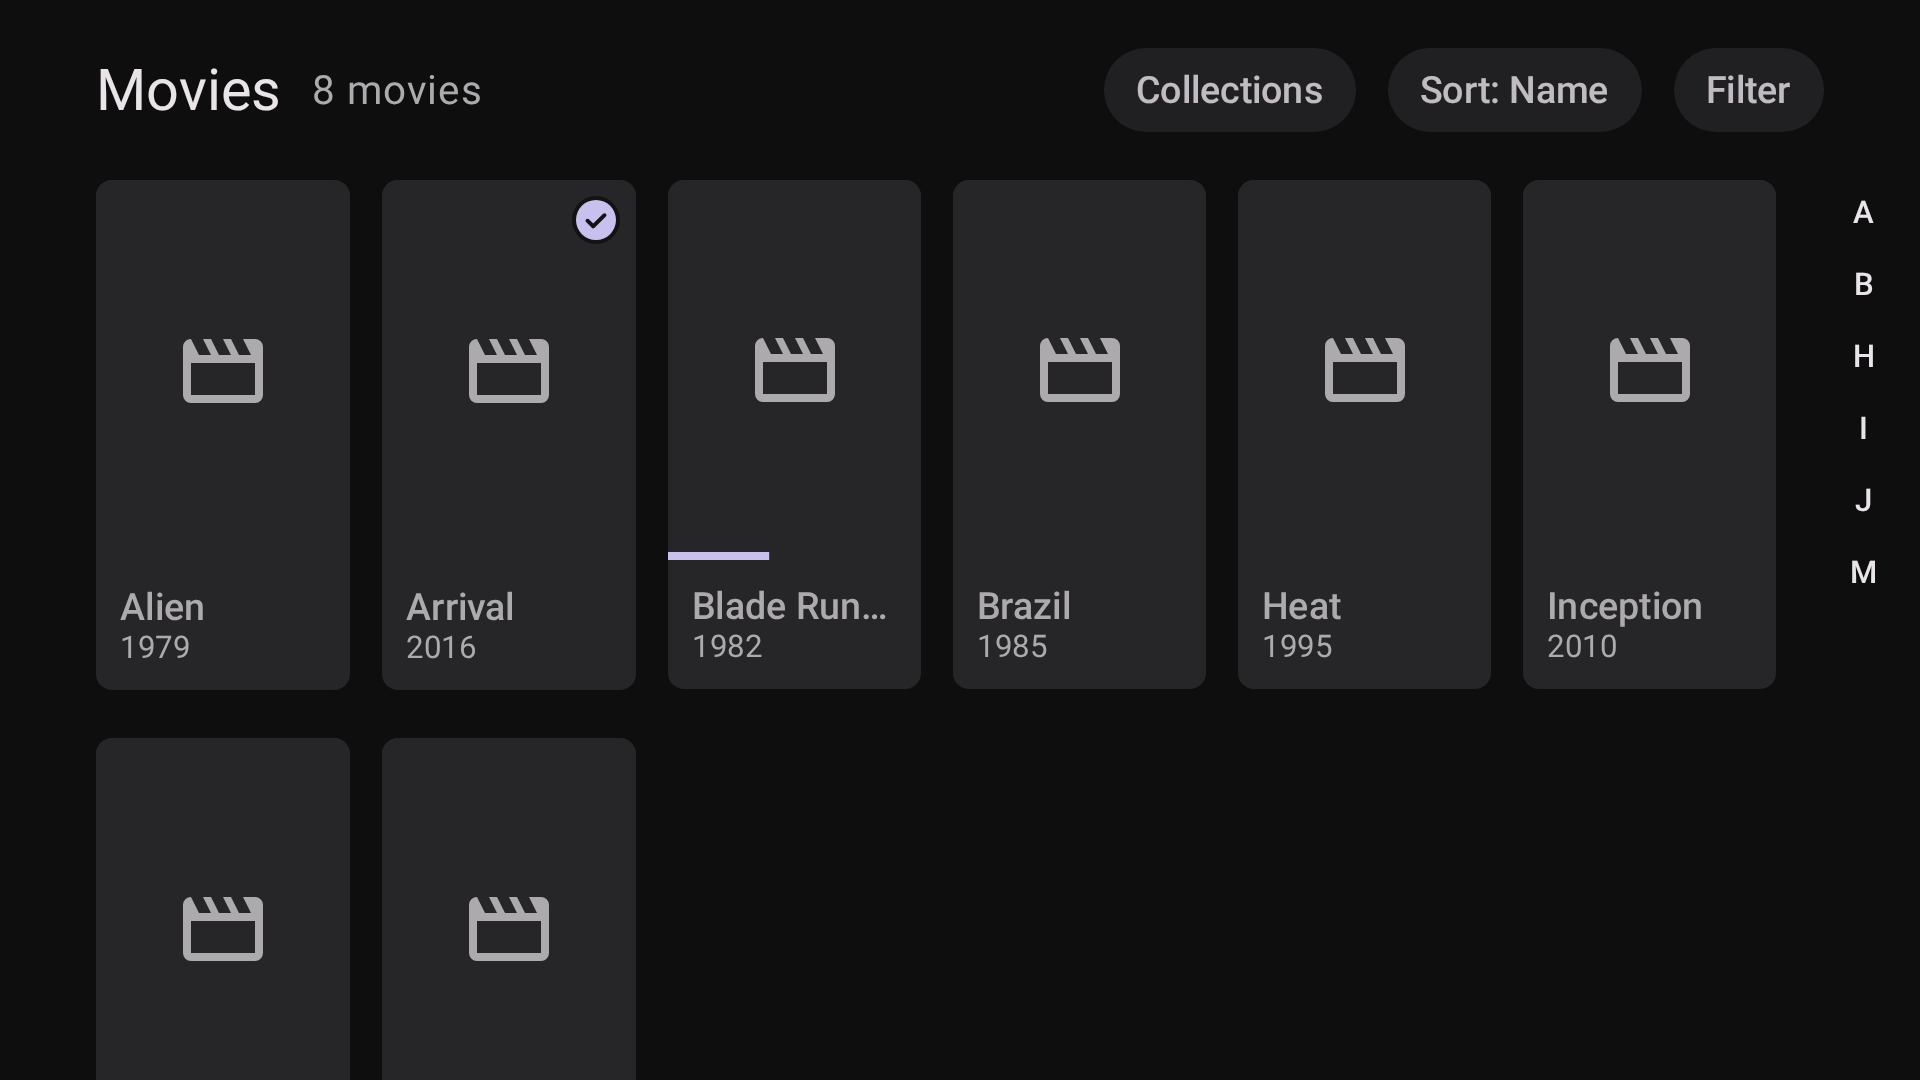 Movies 8 movies Collections Sort: Name Filter
Alien
1979
Arrival
2016
Blade Run...
1982
Brazil
1985
Heat
1995
Inception
2010
A
B
H
I
J
M